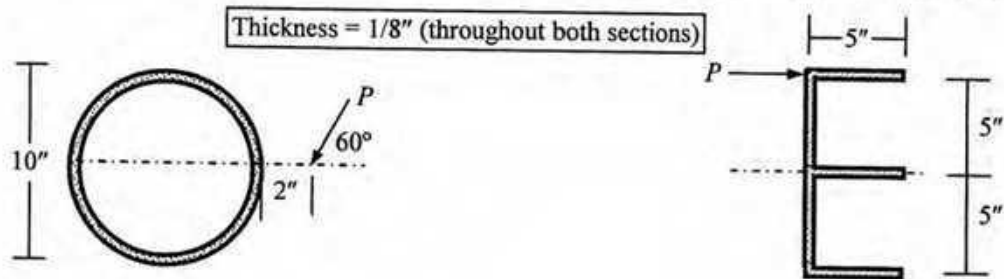 Thickness = 1/8" (throughout both sections)
5"
P
P
60°
5"
10"
2"
5"